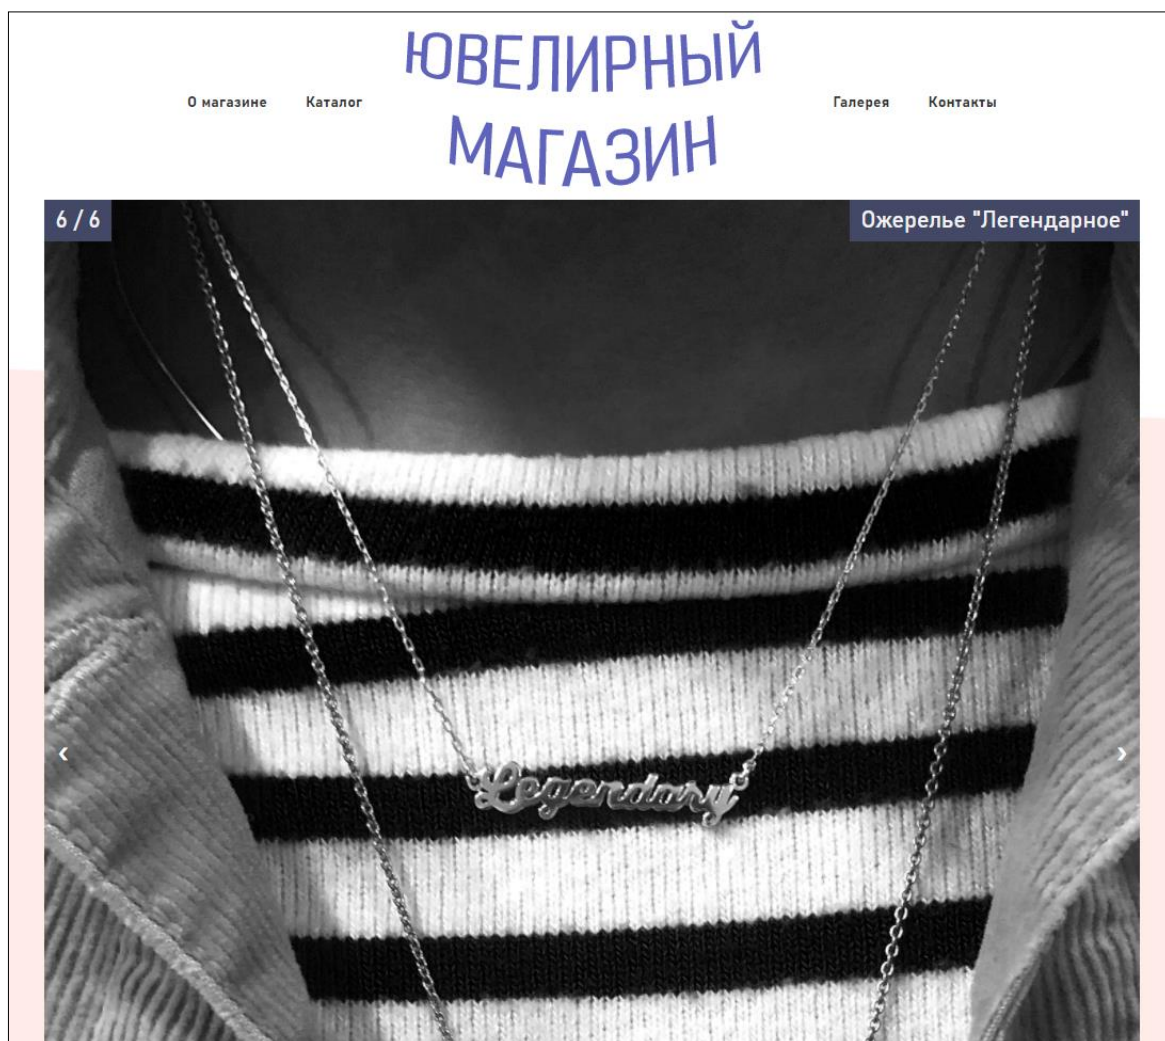 ЮВЕЛИРНЫЙ
МАГАЗИН
О магазине
Каталог
Галерея
Контакты
6 / 6
Ожерелье "Легендарное"
Legendary